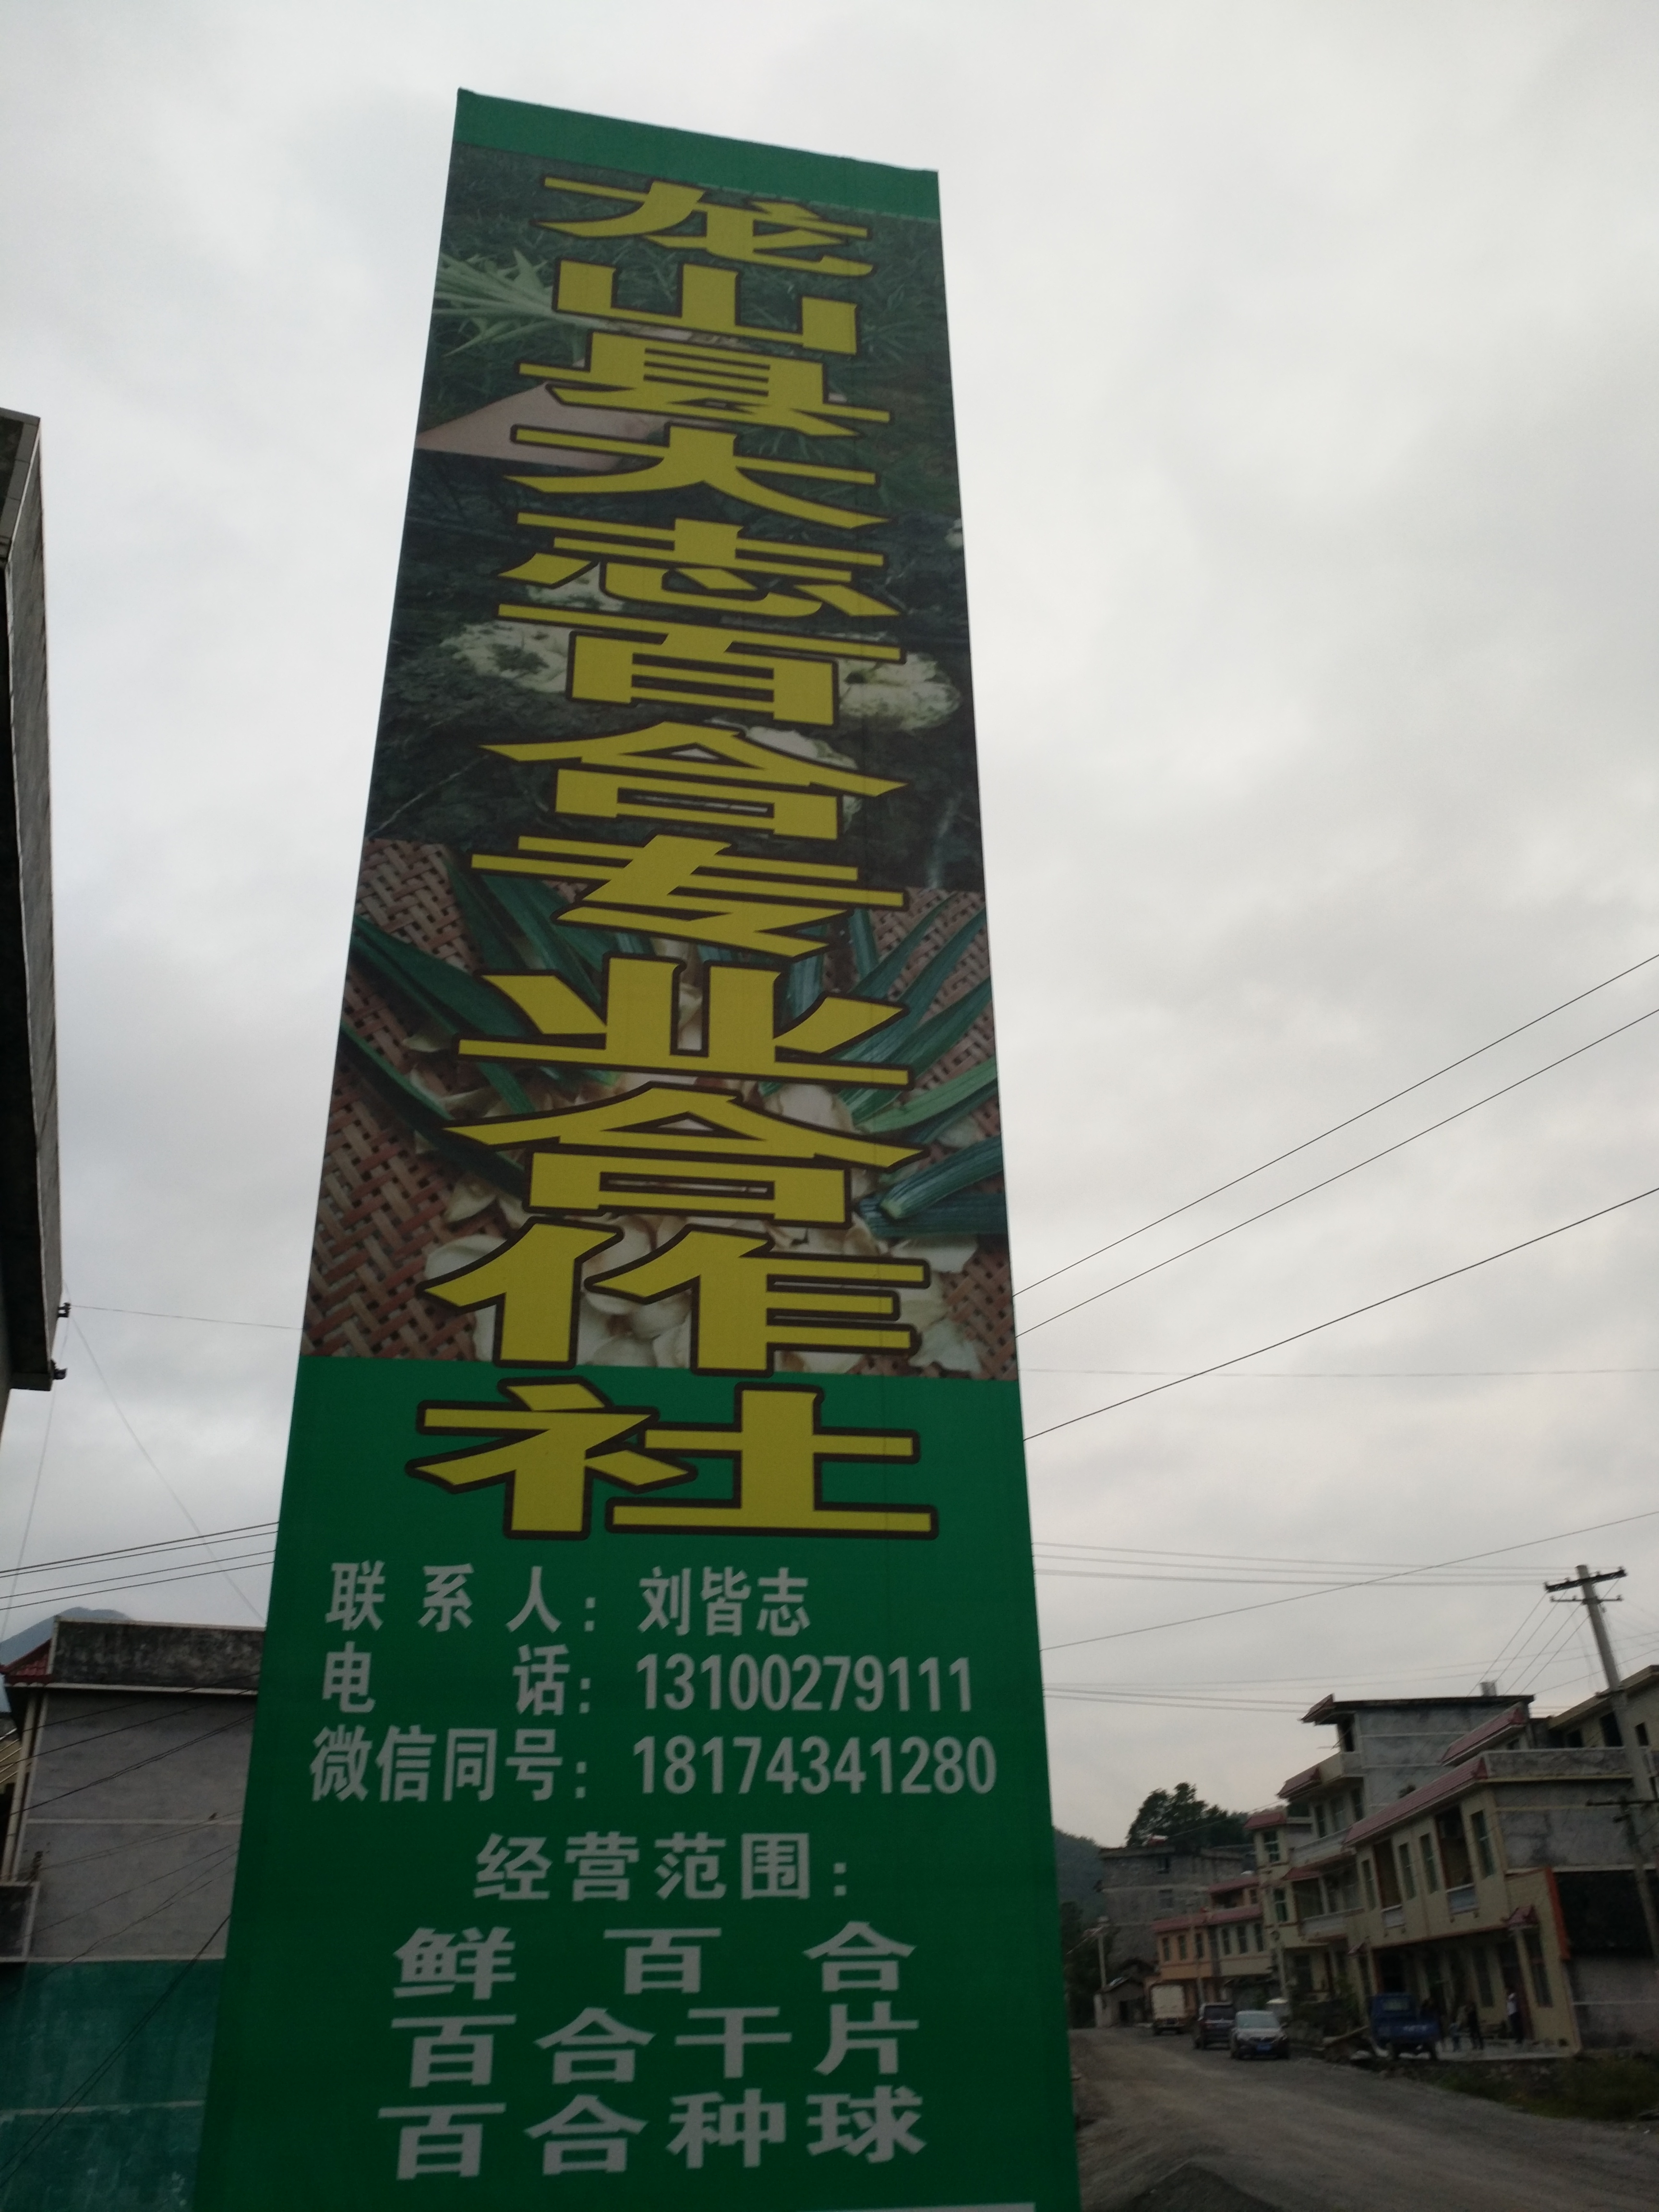 龙山县大志百合专业合作社
联系人：刘皆志
电话：13100279111
微信同号：18174341280
经营范围：
鲜百合
百合干片
百合种球